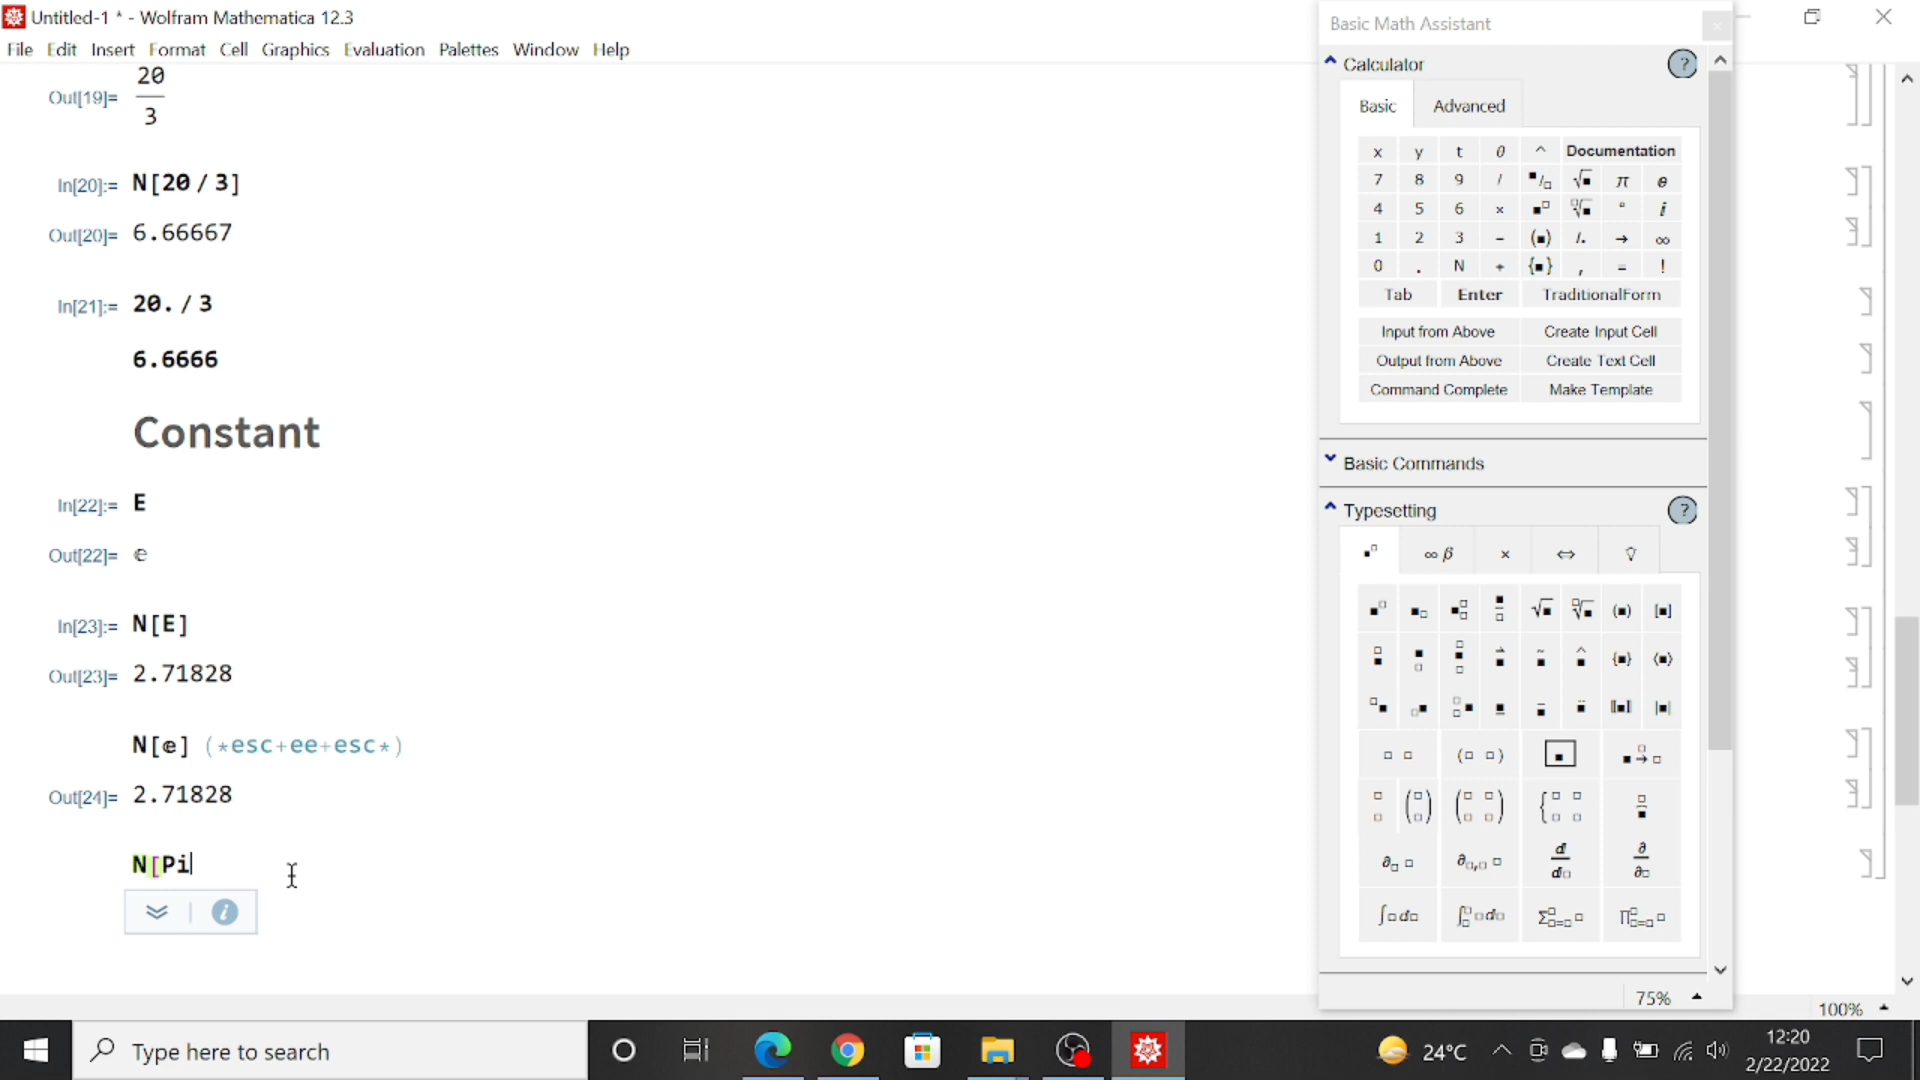 Untitled-1 * - Wolfram Mathematica 12.3
File Edit Insert Format Cell Graphics Evaluation Palettes Window Help
20
Out[19]=
3
In[20]:= N[20 / 3]
Out[20]= 6.66667
In[21]:= 20. / 3
6.6666
Constant
In[22]:= E
Out[22]= ⅇ
In[23]:= N[E]
Out[23]= 2.71828
N[ⅇ] (*esc+ee+esc*)
Out[24]= 2.71828
N[Pi
Basic Math Assistant
Calculator
?
Basic Advanced
x y t θ ^ Documentation
7 8 9 / ■/□ √■ π ⅇ
4 5 6 × ■□ □√■ ° ⅈ
1 2 3 − (■) /. → ∞
0 . N + {■} , = !
Tab Enter TraditionalForm
Input from Above Create Input Cell
Output from Above Create Text Cell
Command Complete Make Template
Basic Commands
Typesetting
?
■□ ∞ β × ⇔
(■) [■]
{■} 〈■〉
〚■〛 |■|
∂□ □ ∂□,□ □ ⅆ/ⅆ□ ∂/∂□
∫□ⅆ□ ∫□□ □ⅆ□ Σ□□=□ □ Π□□=□ □
75%
100%
Type here to search
24°C
12:20
2/22/2022